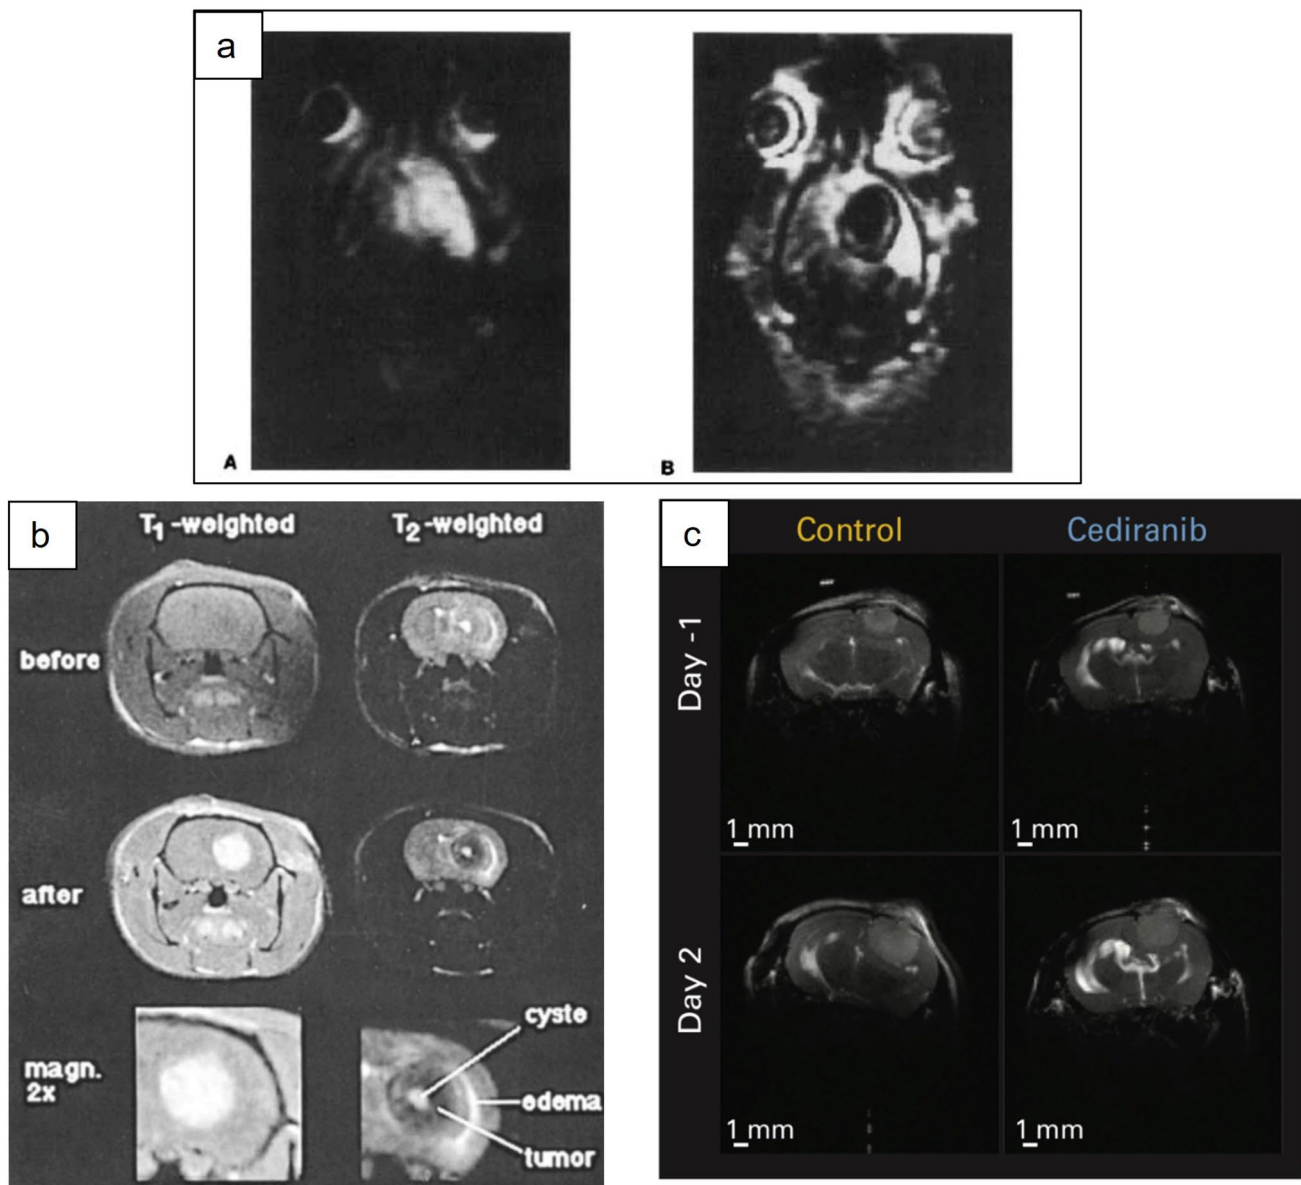 a
A
B
b
T1-weighted
T2-weighted
before
after
magn.
2x
cyste
edema
tumor
c
Control
Cediranib
Day -1
1 mm
1 mm
Day 2
1 mm
1 mm